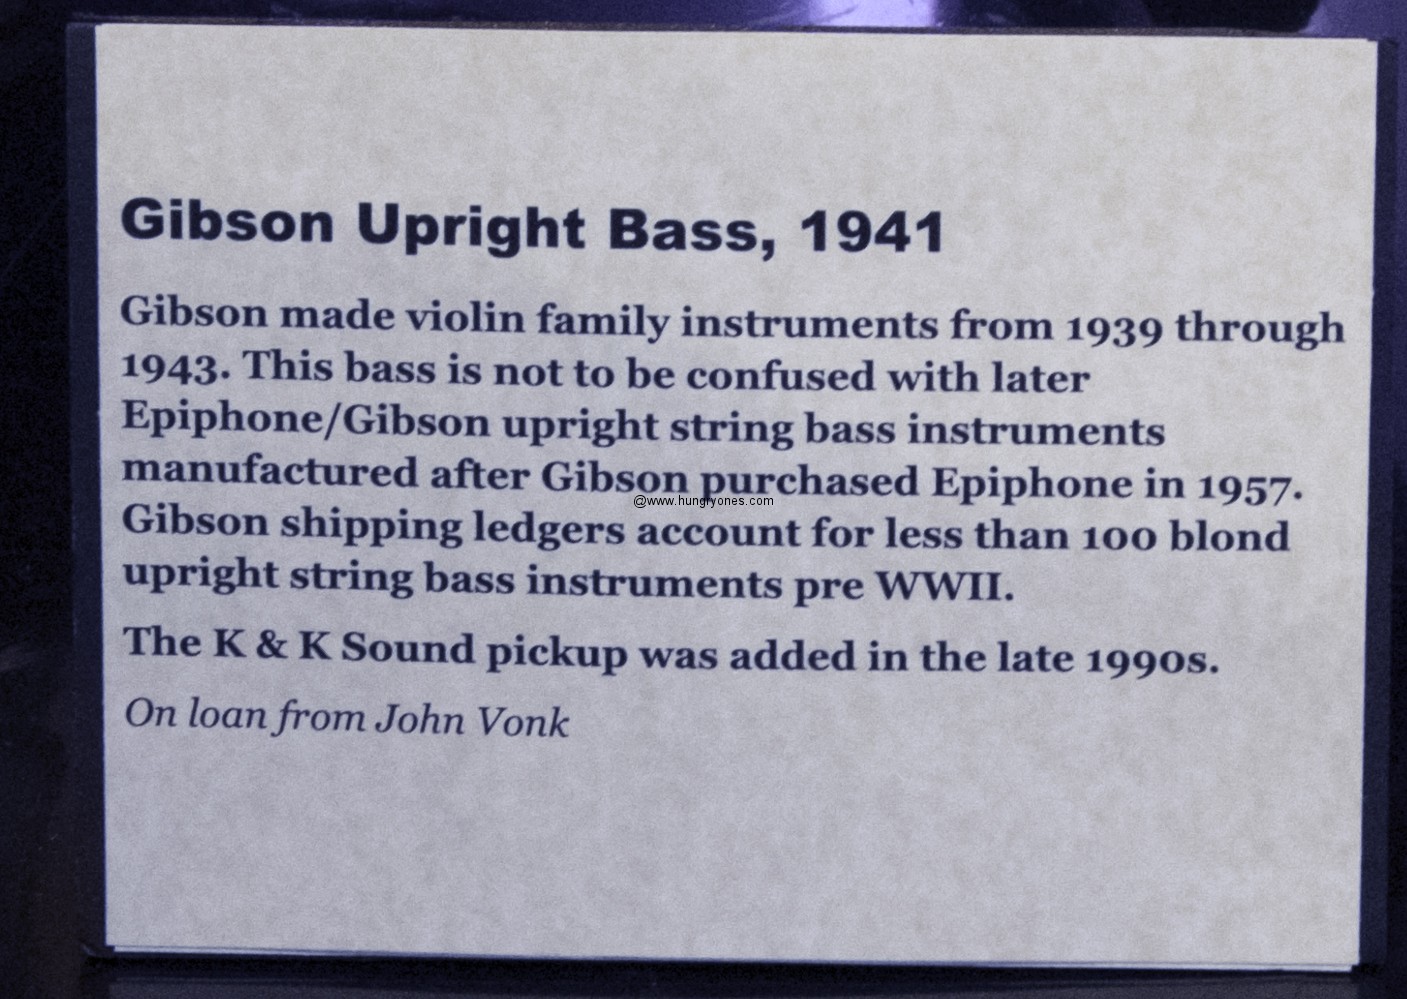 Gibson Upright Bass, 1941
Gibson made violin family instruments from 1939 through
1943. This bass is not to be confused with later
Epiphone/Gibson upright string bass instruments
manufactured after Gibson purchased Epiphone in 1957.
@www.hungryones.com
Gibson shipping ledgers account for less than 100 blond
upright string bass instruments pre WWII.
The K & K Sound pickup was added in the late 1990s.
On loan from John Vonk